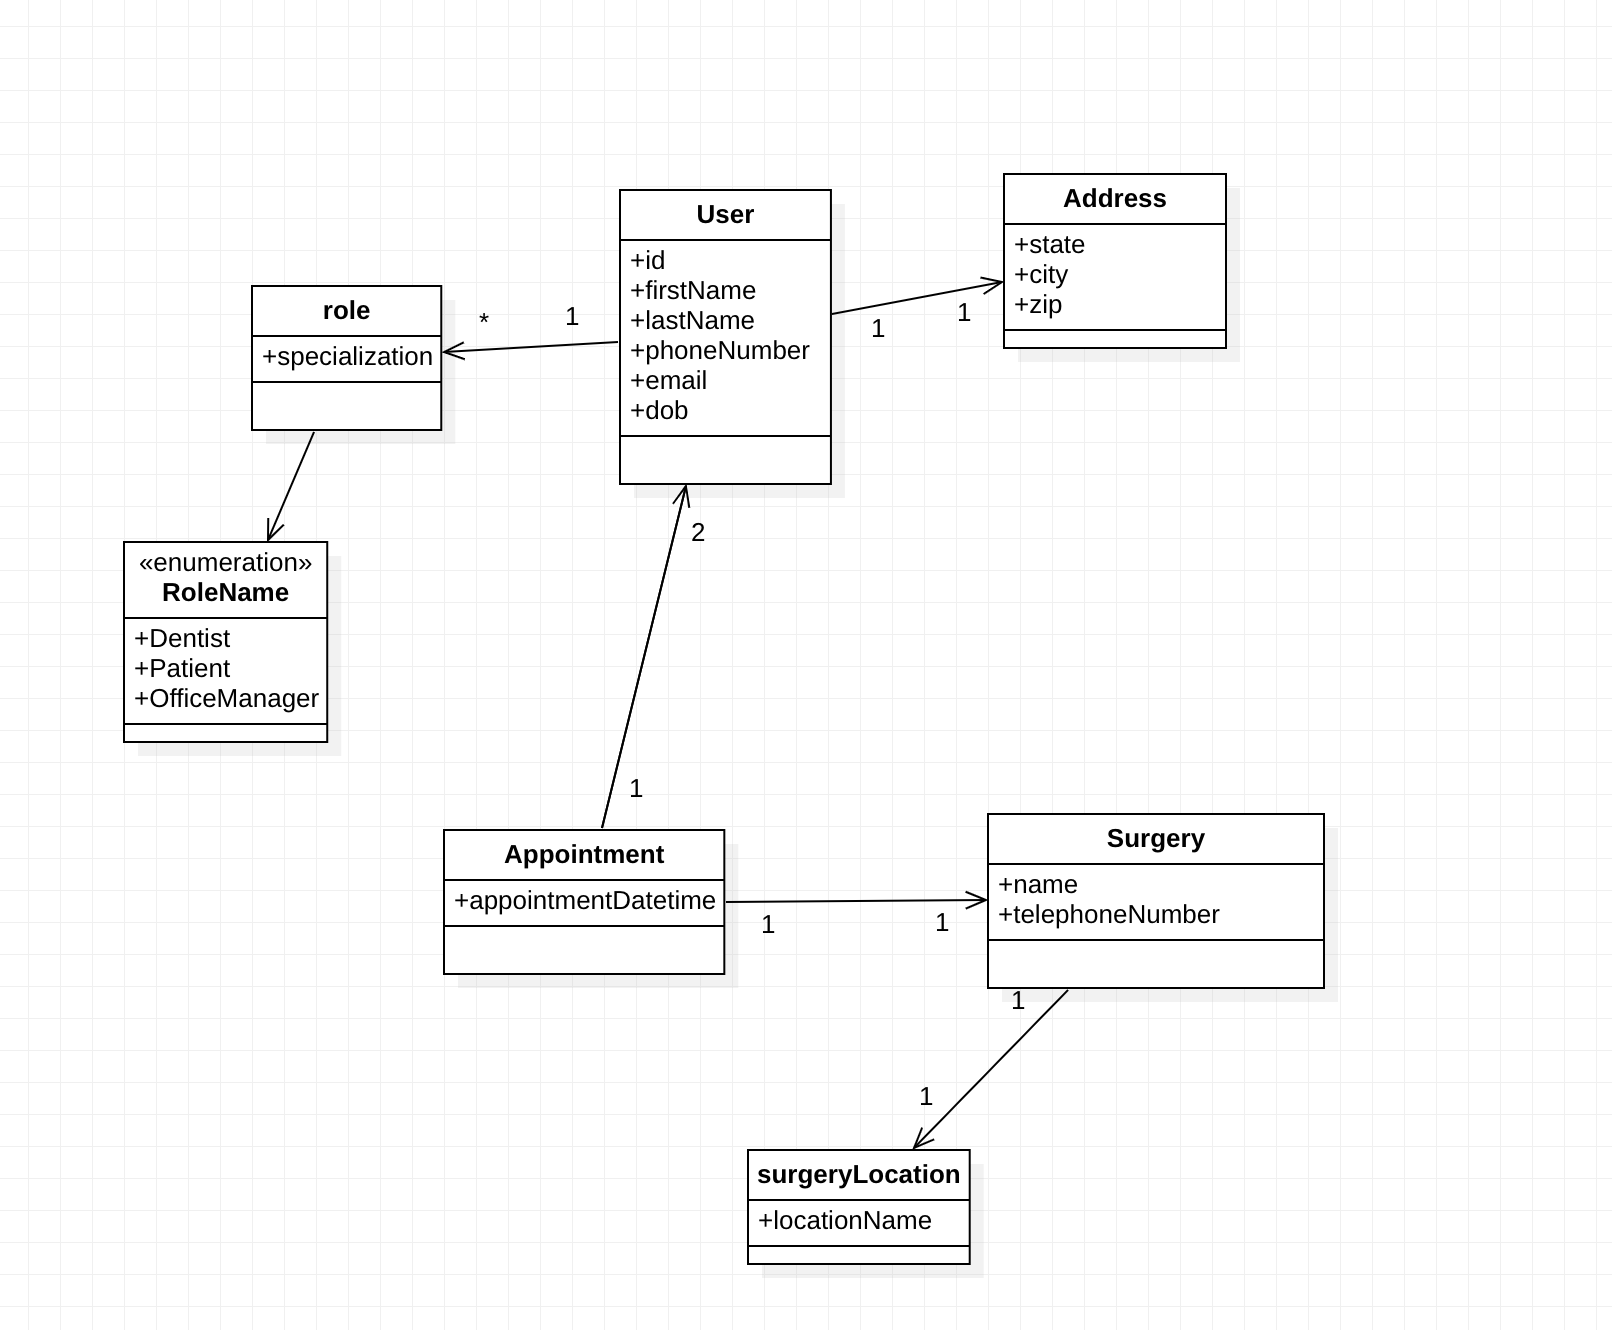 User
+id
+firstName
+lastName
+phoneNumber
+email
+dob
Address
+state
+city
+zip
1
1
role
+specialization
*
1
«enumeration»
RoleName
+Dentist
+Patient
+OfficeManager
2
1
Appointment
+appointmentDatetime
1
1
Surgery
+name
+telephoneNumber
1
1
surgeryLocation
+locationName